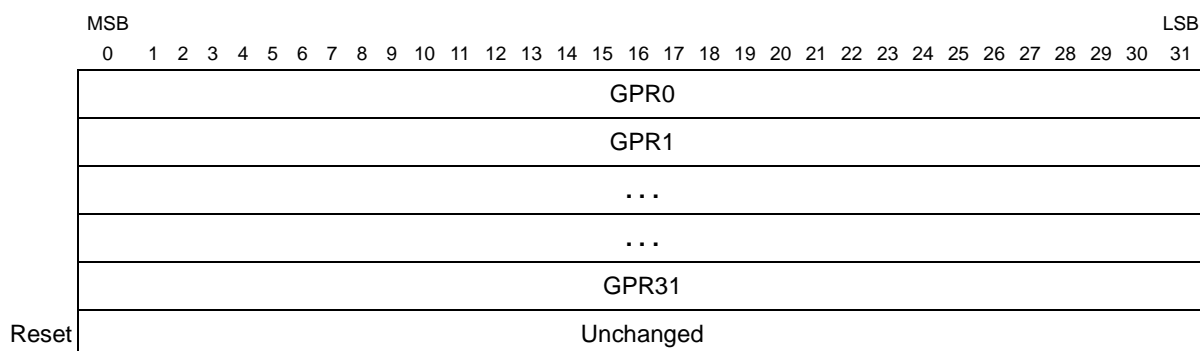 MSB LSB
0 1 2 3 4 5 6 7 8 9 10 11 12 13 14 15 16 17 18 19 20 21 22 23 24 25 26 27 28 29 30 31
GPR0
GPR1
. . .
. . .
GPR31
Reset Unchanged